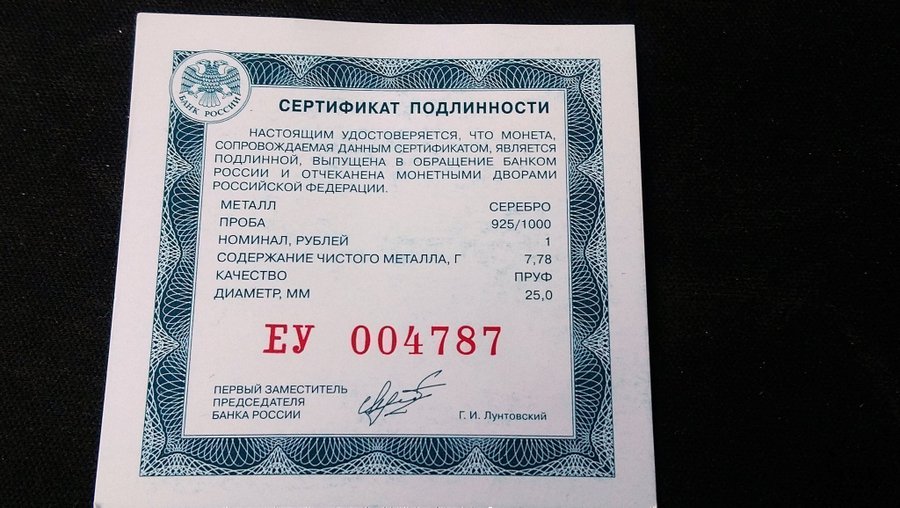 БАНК РОССИИ
СЕРТИФИКАТ ПОДЛИННОСТИ
НАСТОЯЩИМ УДОСТОВЕРЯЕТСЯ, ЧТО МОНЕТА,
СОПРОВОЖДАЕМАЯ ДАННЫМ СЕРТИФИКАТОМ, ЯВЛЯЕТСЯ
ПОДЛИННОЙ, ВЫПУЩЕНА В ОБРАЩЕНИЕ БАНКОМ
РОССИИ И ОТЧЕКАНЕНА МОНЕТНЫМИ ДВОРАМИ
РОССИЙСКОЙ ФЕДЕРАЦИИ.
МЕТАЛЛ СЕРЕБРО
ПРОБА 925/1000
НОМИНАЛ, РУБЛЕЙ 1
СОДЕРЖАНИЕ ЧИСТОГО МЕТАЛЛА, Г 7,78
КАЧЕСТВО ПРУФ
ДИАМЕТР, ММ 25,0
ЕУ 004787
ПЕРВЫЙ ЗАМЕСТИТЕЛЬ
ПРЕДСЕДАТЕЛЯ
БАНКА РОССИИ Г. И. Лунтовский